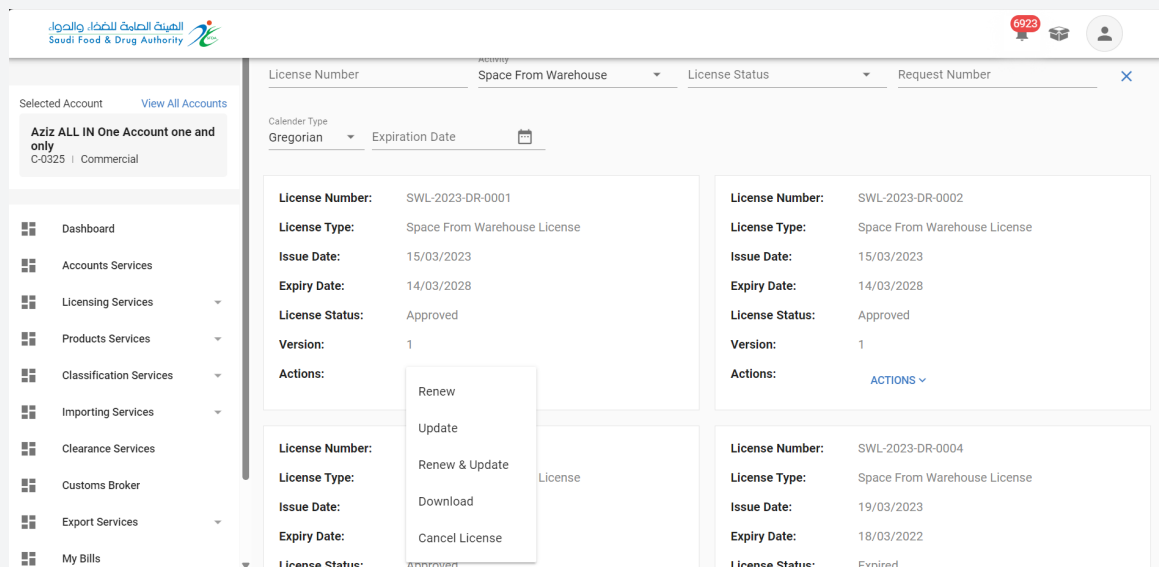 الهيئة العامة للغذاء والدواء
Saudi Food & Drug Authority
6923
Selected Account
View All Accounts
Aziz ALL IN One Account one and
only
C-0325 | Commercial
Dashboard
Accounts Services
Licensing Services
Products Services
Classification Services
Importing Services
Clearance Services
Customs Broker
Export Services
My Bills
License Number
Activity
Space From Warehouse
License Status
Request Number
Calender Type
Gregorian
Expiration Date
License Number: SWL-2023-DR-0001
License Type: Space From Warehouse License
Issue Date: 15/03/2023
Expiry Date: 14/03/2028
License Status: Approved
Version: 1
Actions:
Renew
Update
Renew & Update
Download
Cancel License
License Number: SWL-2023-DR-0002
License Type: Space From Warehouse License
Issue Date: 15/03/2023
Expiry Date: 14/03/2028
License Status: Approved
Version: 1
Actions: ACTIONS
License Number:
License Type: License
Issue Date:
Expiry Date:
License Status: Approved
License Number: SWL-2023-DR-0004
License Type: Space From Warehouse License
Issue Date: 19/03/2023
Expiry Date: 18/03/2022
License Status: Expired